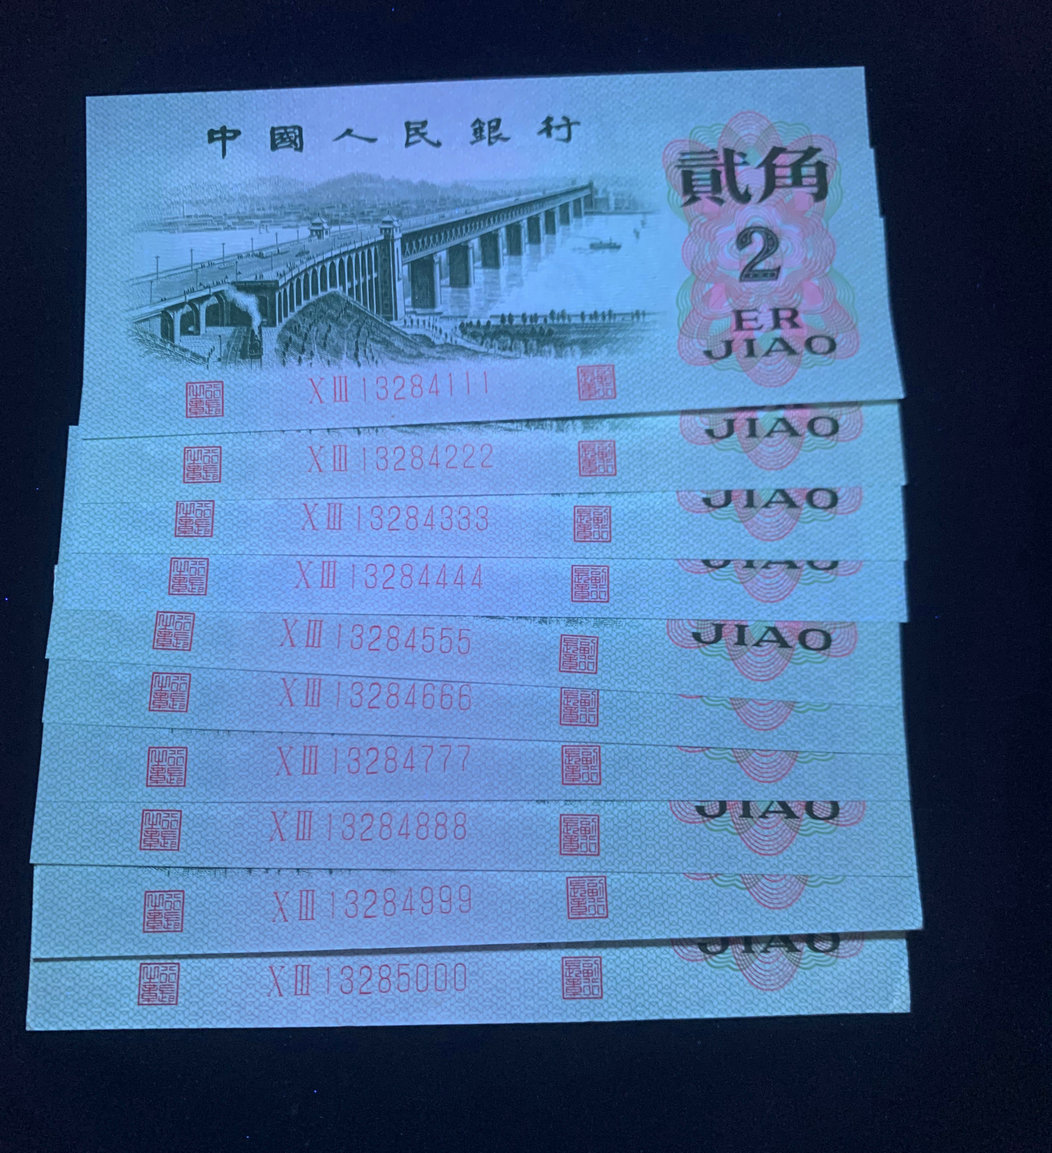 中國人民銀行
貳角
2
ER
JIAO
XIII 13284111
JIAO
XIII 13284222
JIAO
XIII 13284333
JIAO
XIII 13284444
JIAO
XIII 13284555
XIII 13284666
XIII 13284777
JIAO
XIII 13284888
XIII 13284999
JIAO
XIII 13285000